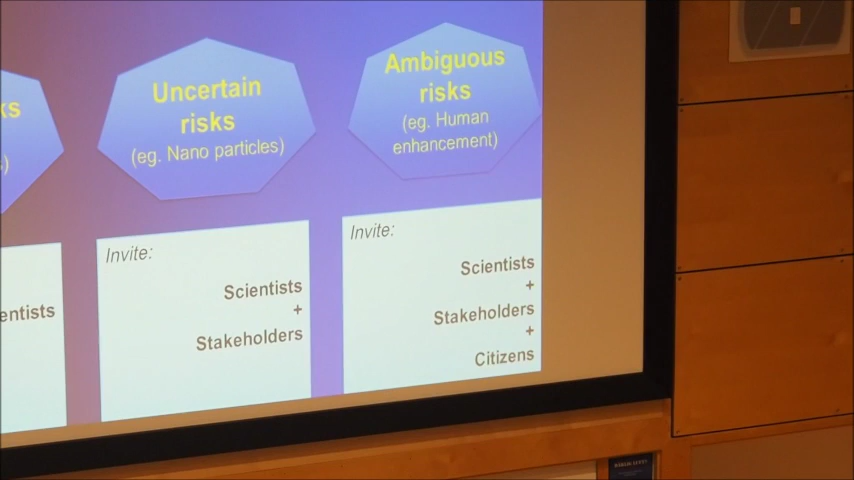 ks
)
entists
Uncertain
risks
(eg. Nano particles)
Invite:
Scientists
+
Stakeholders
Ambiguous
risks
(eg. Human
enhancement)
Invite:
Scientists
+
Stakeholders
+
Citizens